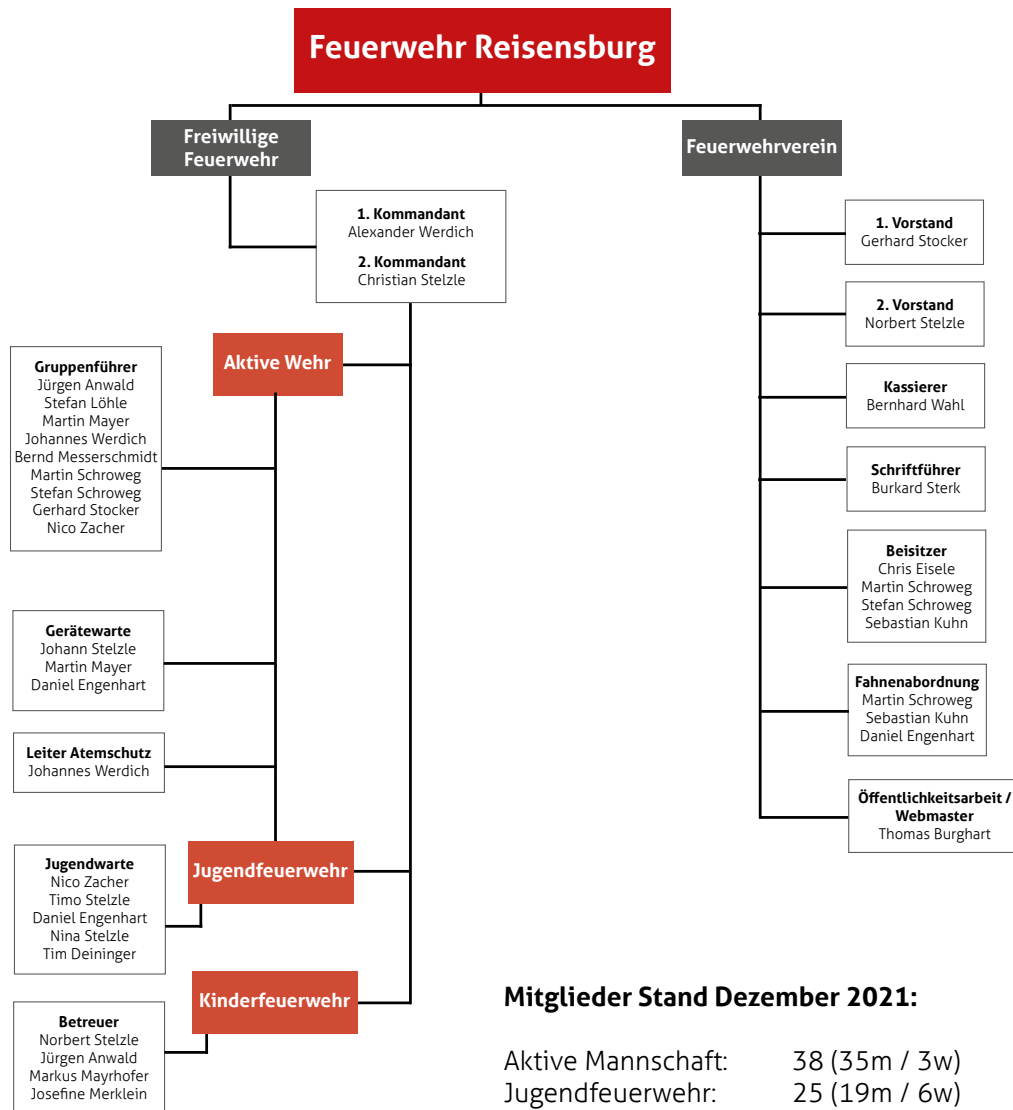 Feuerwehr Reisensburg
Freiwillige
Feuerwehr
Feuerwehrverein
1. Kommandant
Alexander Werdich
2. Kommandant
Christian Stelzle
Aktive Wehr
Gruppenführer
Jürgen Anwald
Stefan Löhle
Martin Mayer
Johannes Werdich
Bernd Messerschmidt
Martin Schroweg
Stefan Schroweg
Gerhard Stocker
Nico Zacher
Gerätewarte
Johann Stelzle
Martin Mayer
Daniel Engenhart
Leiter Atemschutz
Johannes Werdich
Jugendfeuerwehr
Jugendwarte
Nico Zacher
Timo Stelzle
Daniel Engenhart
Nina Stelzle
Tim Deininger
Kinderfeuerwehr
Betreuer
Norbert Stelzle
Jürgen Anwald
Markus Mayrhofer
Josefine Merklein
1. Vorstand
Gerhard Stocker
2. Vorstand
Norbert Stelzle
Kassierer
Bernhard Wahl
Schriftführer
Burkard Sterk
Beisitzer
Chris Eisele
Martin Schroweg
Stefan Schroweg
Sebastian Kuhn
Fahnenabordnung
Martin Schroweg
Sebastian Kuhn
Daniel Engenhart
Öffentlichkeitsarbeit /
Webmaster
Thomas Burghart
Mitglieder Stand Dezember 2021:
Aktive Mannschaft: 38 (35m / 3w)
Jugendfeuerwehr: 25 (19m / 6w)